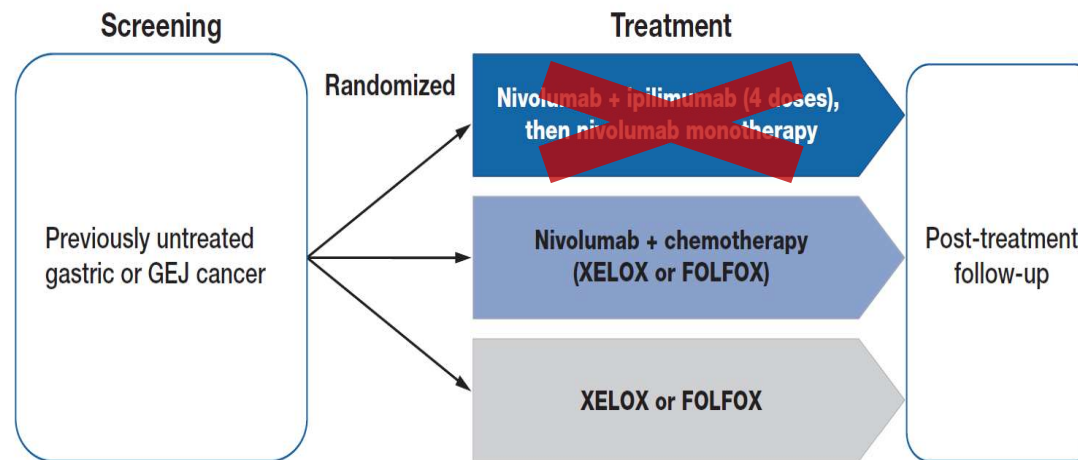 Screening
Treatment
Randomized
Previously untreated
gastric or GEJ cancer
Nivolumab + ipilimumab (4 doses),
then nivolumab monotherapy
Nivolumab + chemotherapy
(XELOX or FOLFOX)
XELOX or FOLFOX
Post-treatment
follow-up